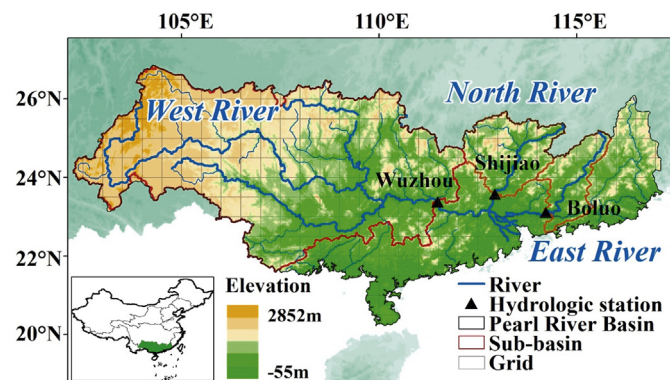 105°E
110°E
115°E
26°N
24°N
22°N
20°N
West River
North River
Shijiao
Wuzhou
Boluo
East River
Elevation
2852m
-55m
River
Hydrologic station
Pearl River Basin
Sub-basin
Grid